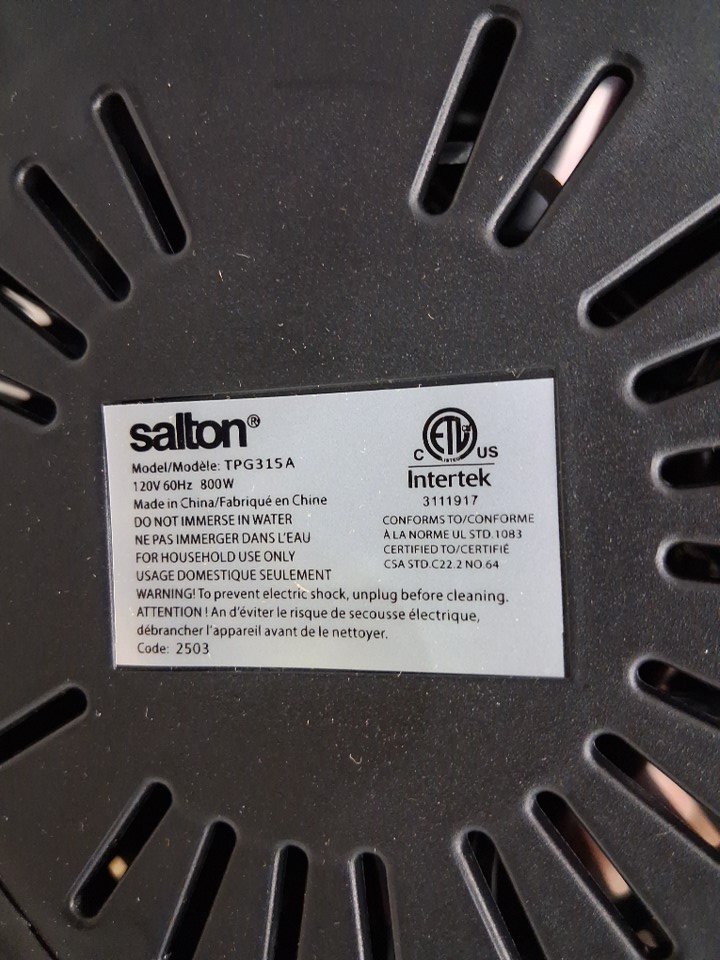 salton®
Model/Modèle: TPG315A
120V 60Hz 800W
Made in China/Fabriqué en Chine
DO NOT IMMERSE IN WATER
NE PAS IMMERGER DANS L'EAU
FOR HOUSEHOLD USE ONLY
USAGE DOMESTIQUE SEULEMENT
WARNING! To prevent electric shock, unplug before cleaning.
ATTENTION ! An d'éviter le risque de secousse électrique,
débrancher l'appareil avant de le nettoyer.
Code: 2503
ETL CM
LISTED
C US
Intertek
3111917
CONFORMS TO/CONFORME
À LA NORME UL STD.1083
CERTIFIED TO/CERTIFIÉ
CSA STD.C22.2 NO.64